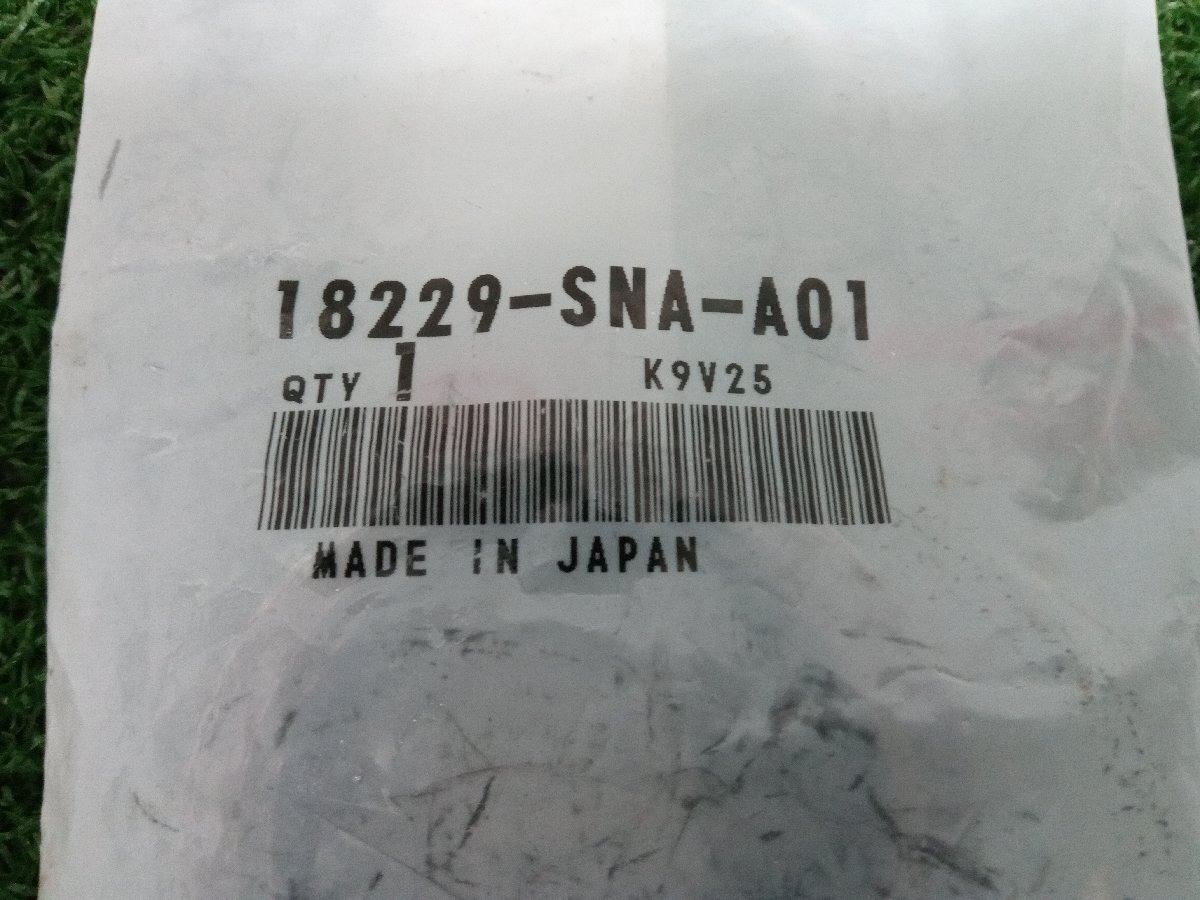 18229-SNA-A01
QTY 1 K9V25
MADE IN JAPAN